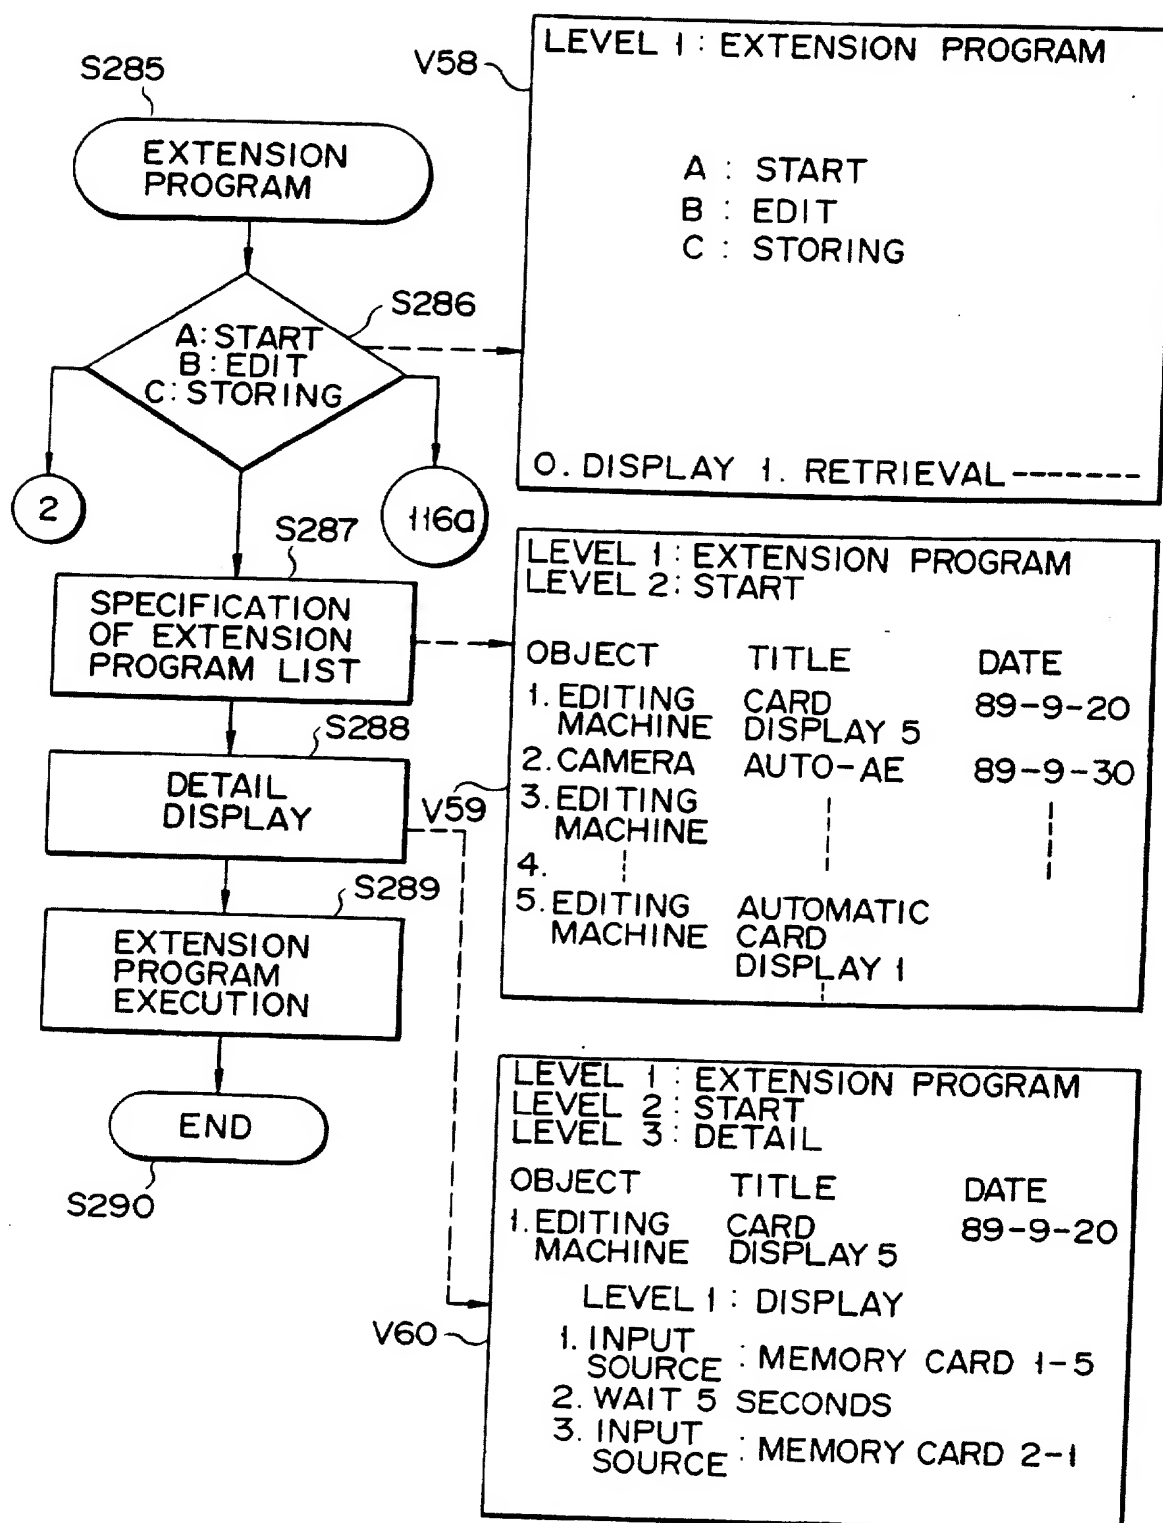 S285
EXTENSION
PROGRAM
S286
A: START
B: EDIT
C: STORING
2
116a
S287
SPECIFICATION
OF EXTENSION
PROGRAM LIST
S288
DETAIL
DISPLAY
S289
EXTENSION
PROGRAM
EXECUTION
END
S290
V58
LEVEL 1: EXTENSION PROGRAM
A : START
B : EDIT
C : STORING
0. DISPLAY 1. RETRIEVAL -------
V59
LEVEL 1: EXTENSION PROGRAM
LEVEL 2: START
OBJECT TITLE DATE
1. EDITING CARD 89-9-20
MACHINE DISPLAY 5
2. CAMERA AUTO-AE 89-9-30
3. EDITING
MACHINE
4.
5. EDITING AUTOMATIC
MACHINE CARD
DISPLAY 1
V60
LEVEL 1: EXTENSION PROGRAM
LEVEL 2: START
LEVEL 3: DETAIL
OBJECT TITLE DATE
1. EDITING CARD 89-9-20
MACHINE DISPLAY 5
LEVEL 1: DISPLAY
1. INPUT
SOURCE : MEMORY CARD 1-5
2. WAIT 5 SECONDS
3. INPUT
SOURCE : MEMORY CARD 2-1